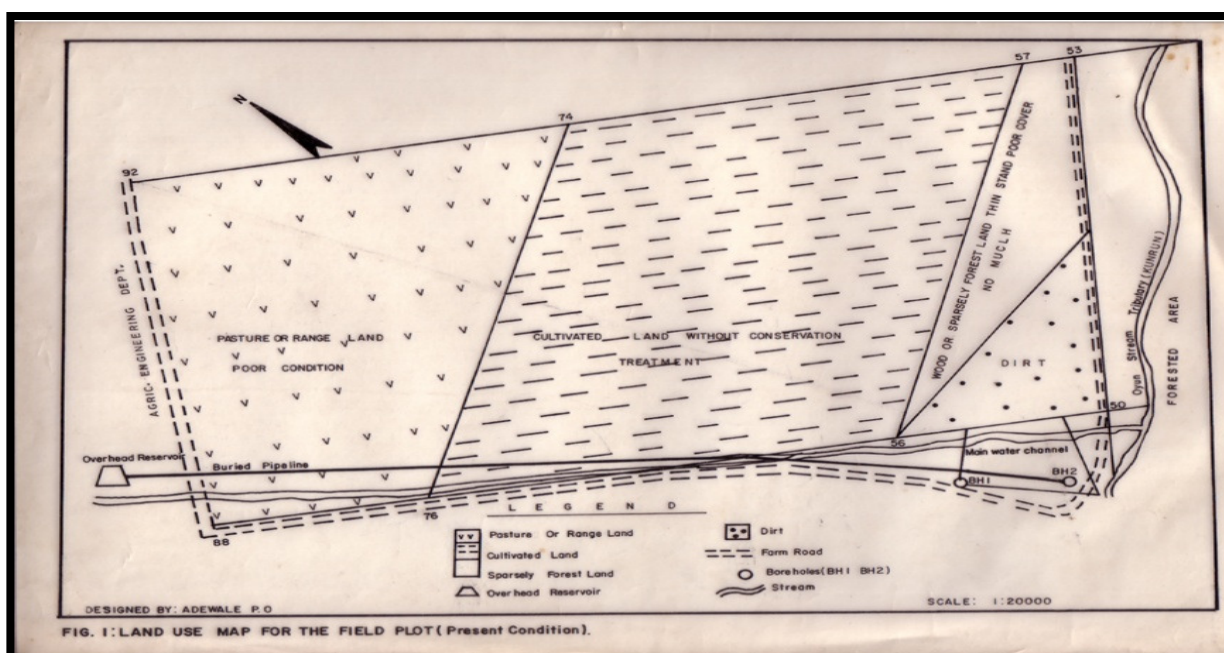 53
57
74
N
92
WOOD OR SPARSELY FOREST LAND THIN STAND POOR COVER
NO MUCLH
Oyun Stream Tributary (KUNRUN)
FORESTED AREA
AGRIC. ENGINEERING DEPT.
PASTURE OR RANGE LAND
POOR CONDITION
CULTIVATED LAND WITHOUT CONSERVATION
TREATMENT
DIRT
50
56
Overhead Reservoir
Buried Pipeline
Main water channel
BH1
BH2
76
88
LEGEND
Pasture Or Range Land
Cultivated Land
Sparsely Forest Land
Overhead Reservoir
Dirt
Farm Road
Boreholes(BH1 BH2)
Stream
DESIGNED BY: ADEWALE P.O
SCALE: 1:20000
FIG. 1: LAND USE MAP FOR THE FIELD PLOT (Present Condition).